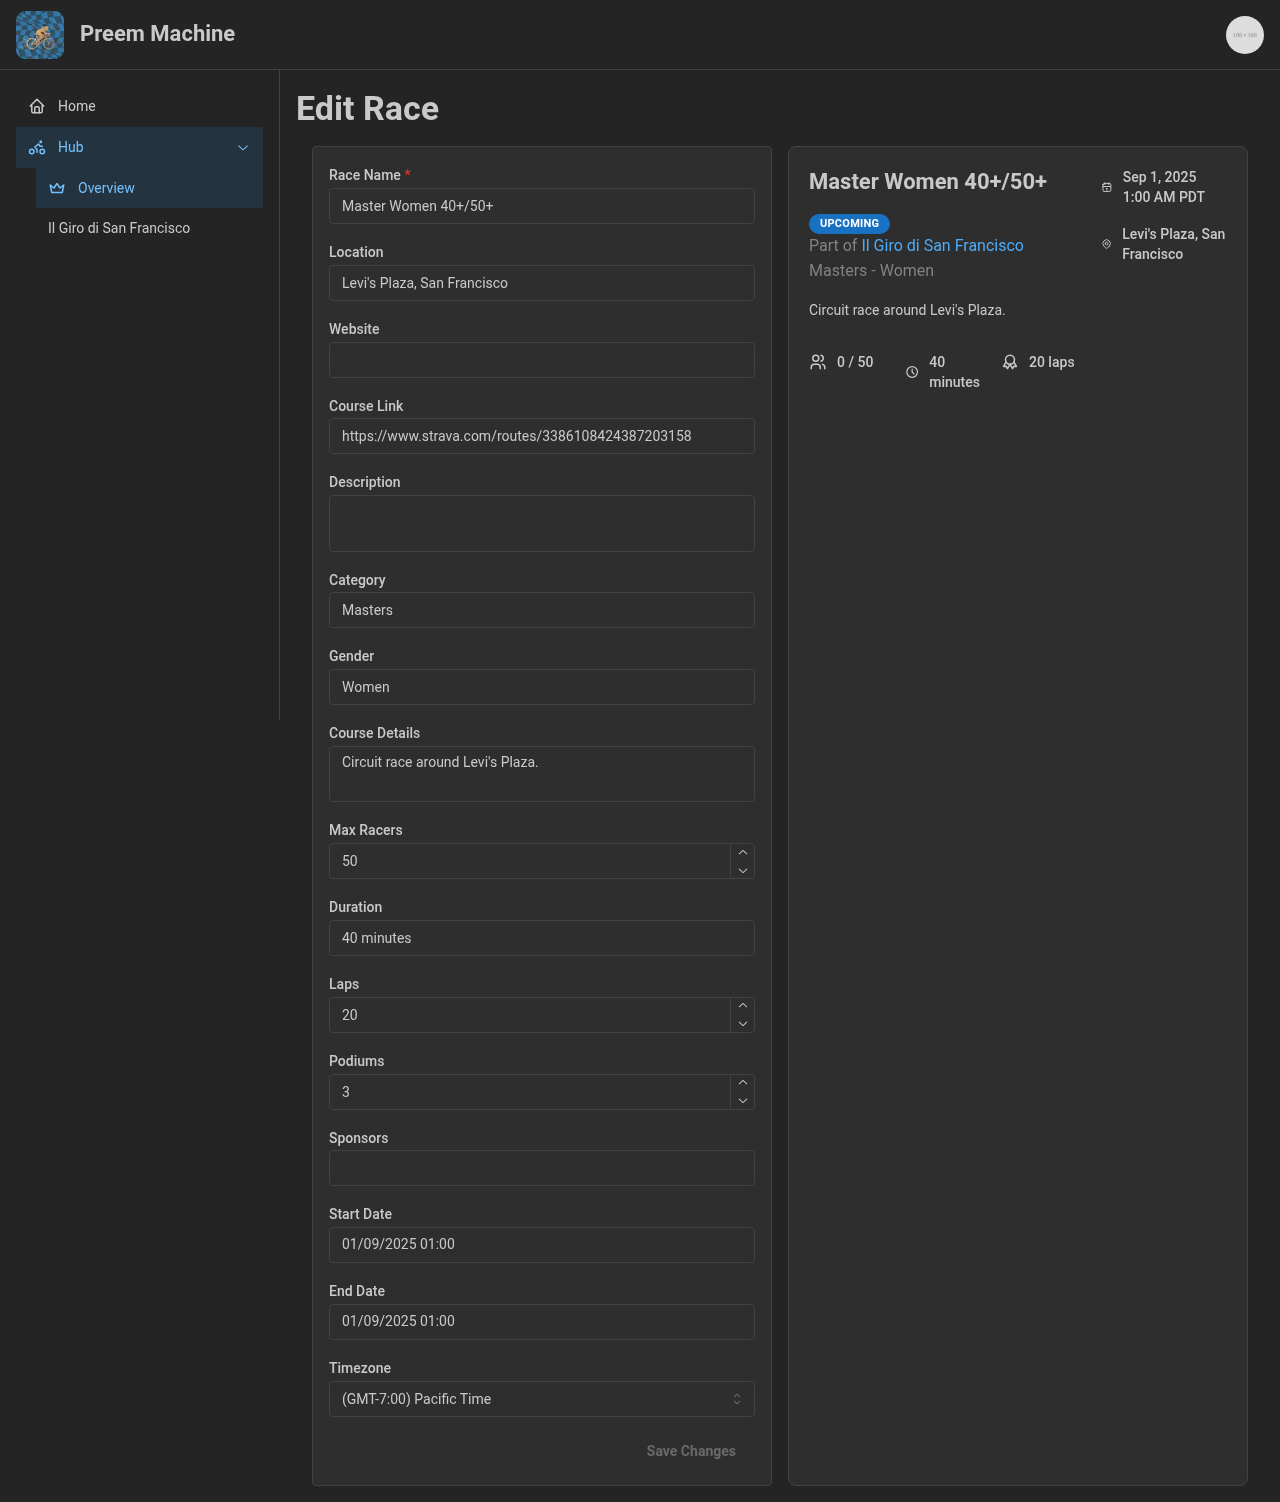 Preem Machine
100 × 100
Home
Hub
Overview
Il Giro di San Francisco
Edit Race
Race Name *
Master Women 40+/50+
Location
Levi's Plaza, San Francisco
Website
Course Link
https://www.strava.com/routes/3386108424387203158
Description
Category
Masters
Gender
Women
Course Details
Circuit race around Levi's Plaza.
Max Racers
50
Duration
40 minutes
Laps
20
Podiums
3
Sponsors
Start Date
01/09/2025 01:00
End Date
01/09/2025 01:00
Timezone
(GMT-7:00) Pacific Time
Save Changes
Master Women 40+/50+
UPCOMING
Part of Il Giro di San Francisco
Masters - Women
Sep 1, 2025
1:00 AM PDT
Levi's Plaza, San
Francisco
Circuit race around Levi's Plaza.
0 / 50
40
minutes
20 laps